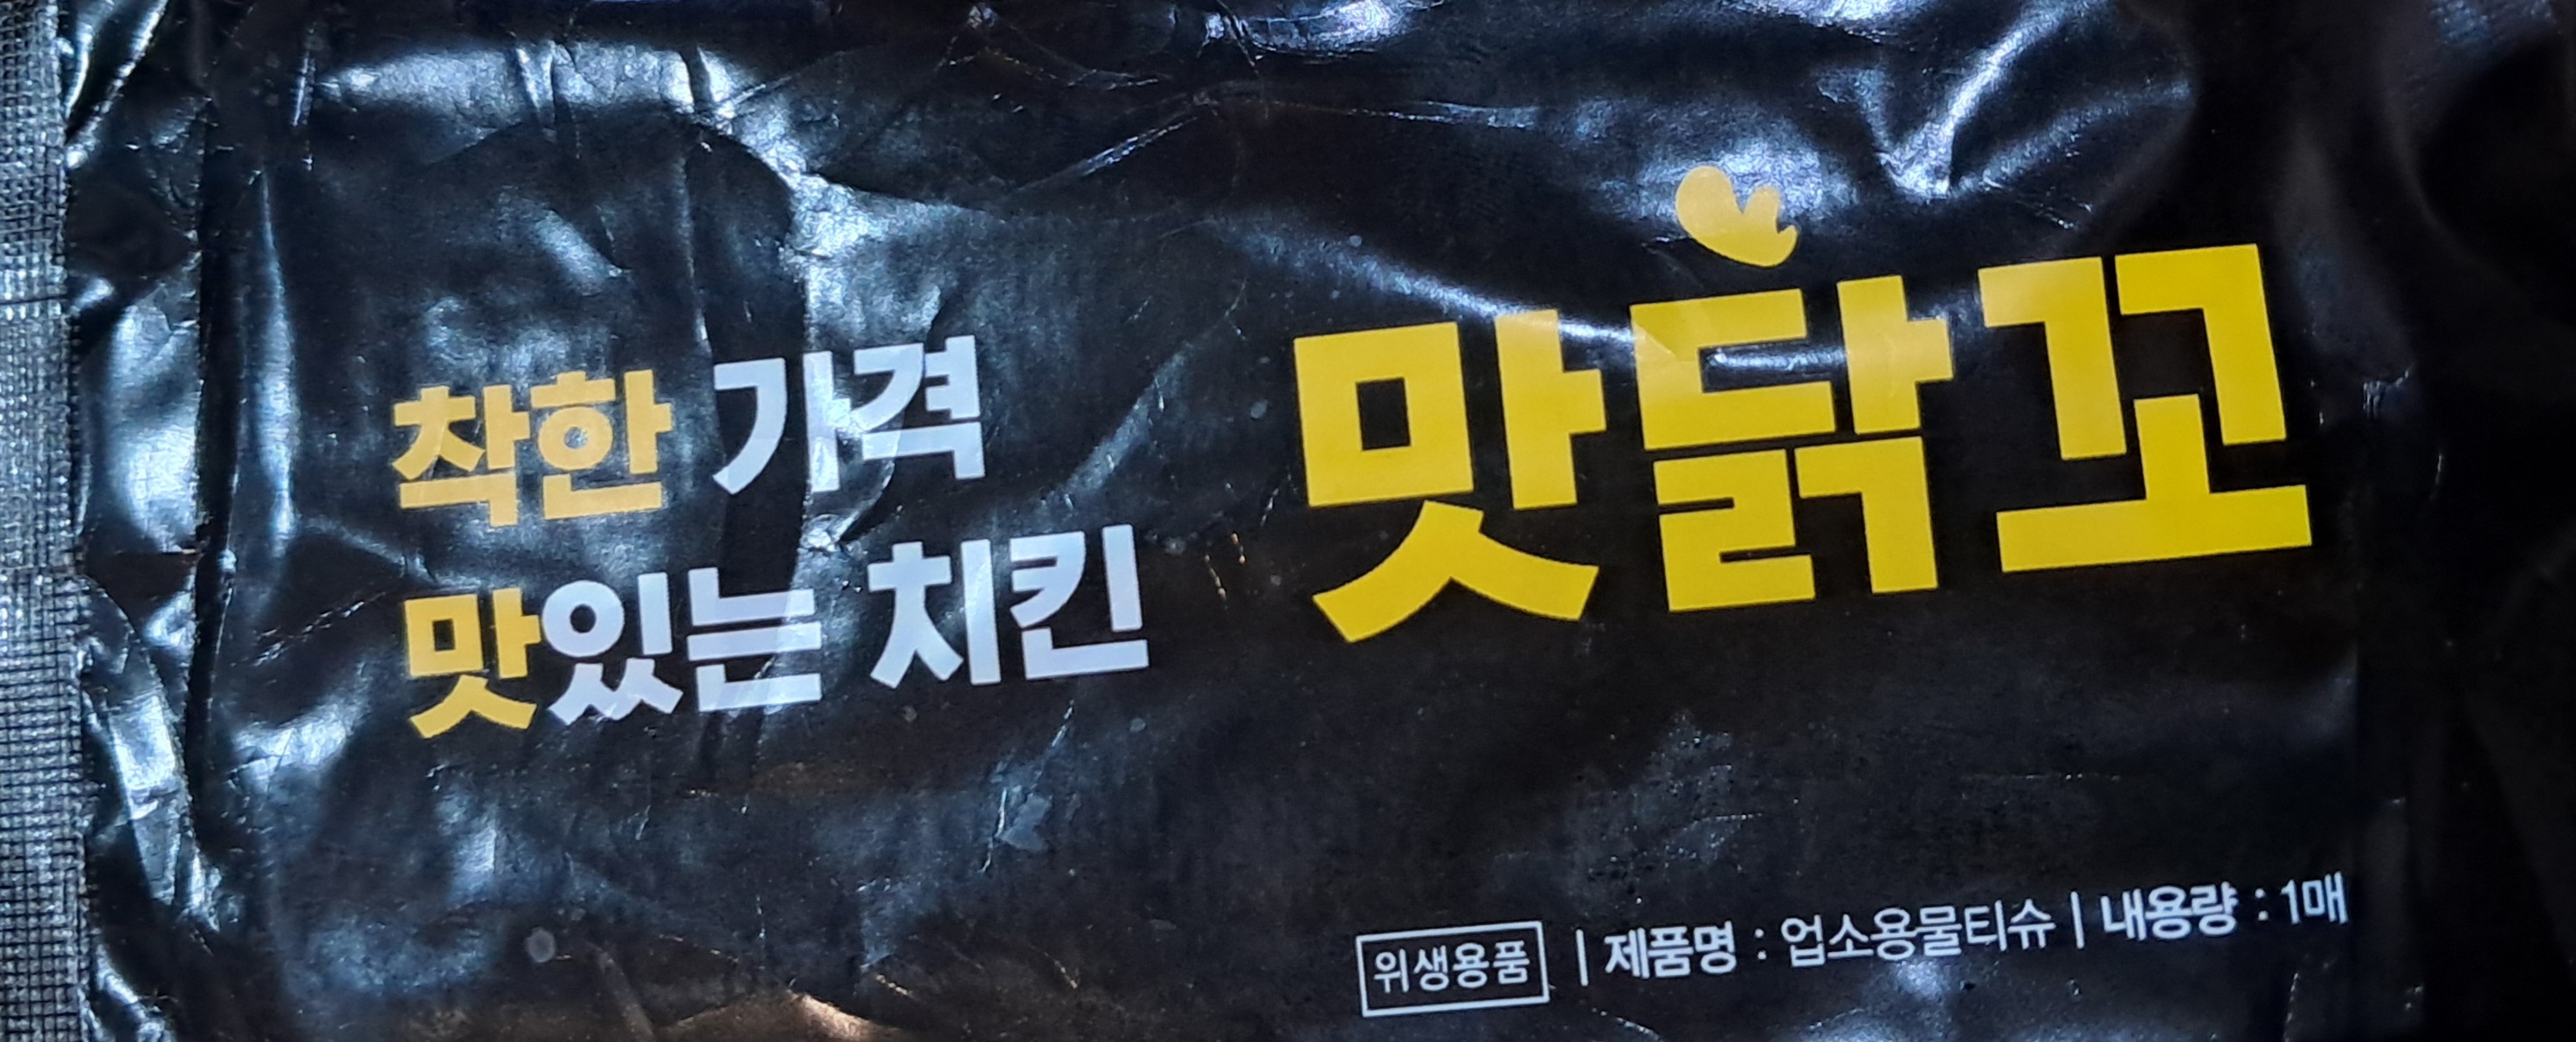 착한 가격
맛있는 치킨
맛닭꼬
위생용품 | 제품명 : 업소용물티슈 | 내용량 : 1매